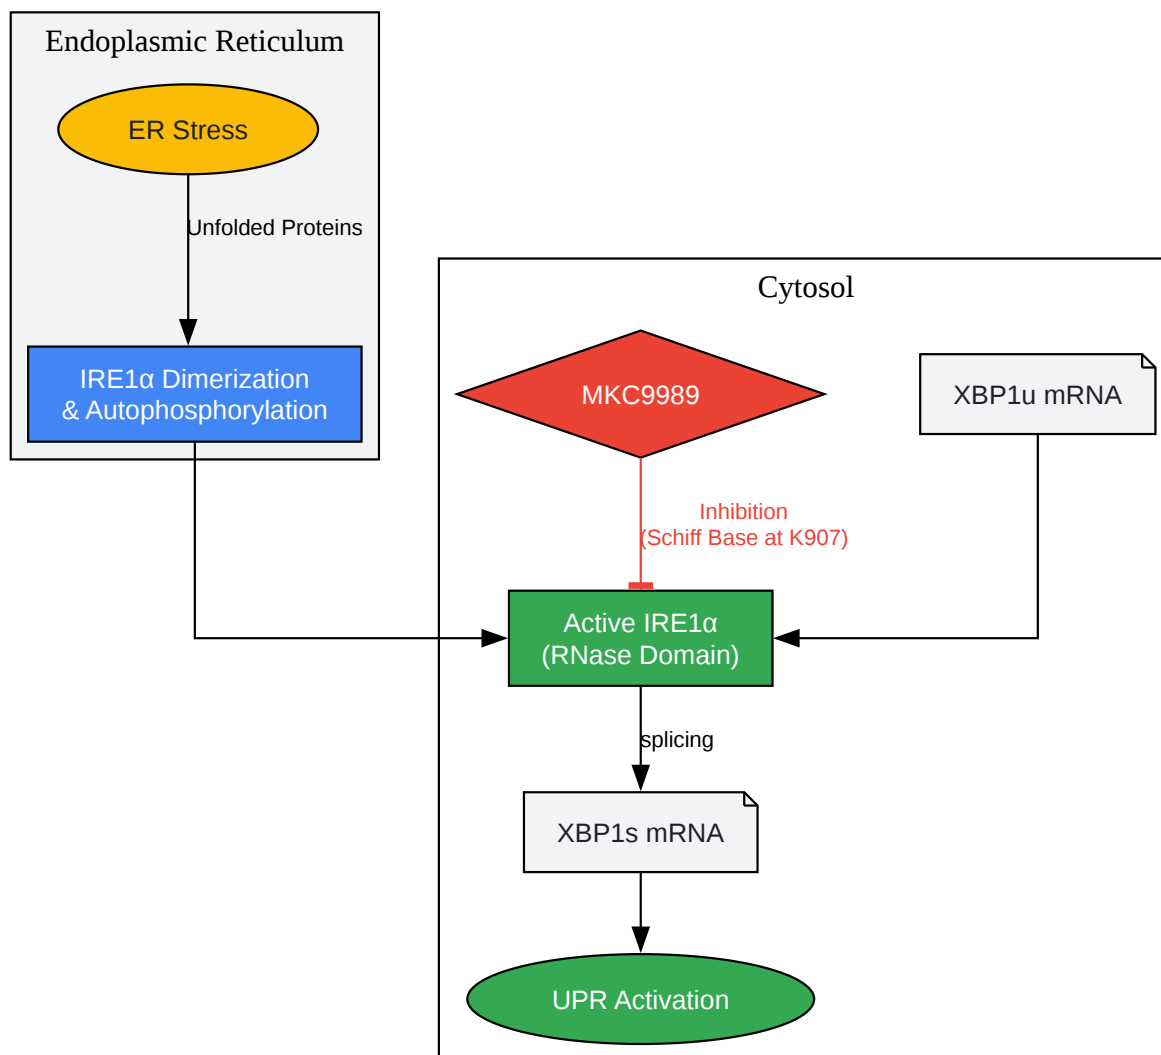 Endoplasmic Reticulum
ER Stress
Unfolded Proteins
IRE1α Dimerization
& Autophosphorylation
Cytosol
MKC9989
XBP1u mRNA
Inhibition
(Schiff Base at K907)
Active IRE1α
(RNase Domain)
splicing
XBP1s mRNA
UPR Activation